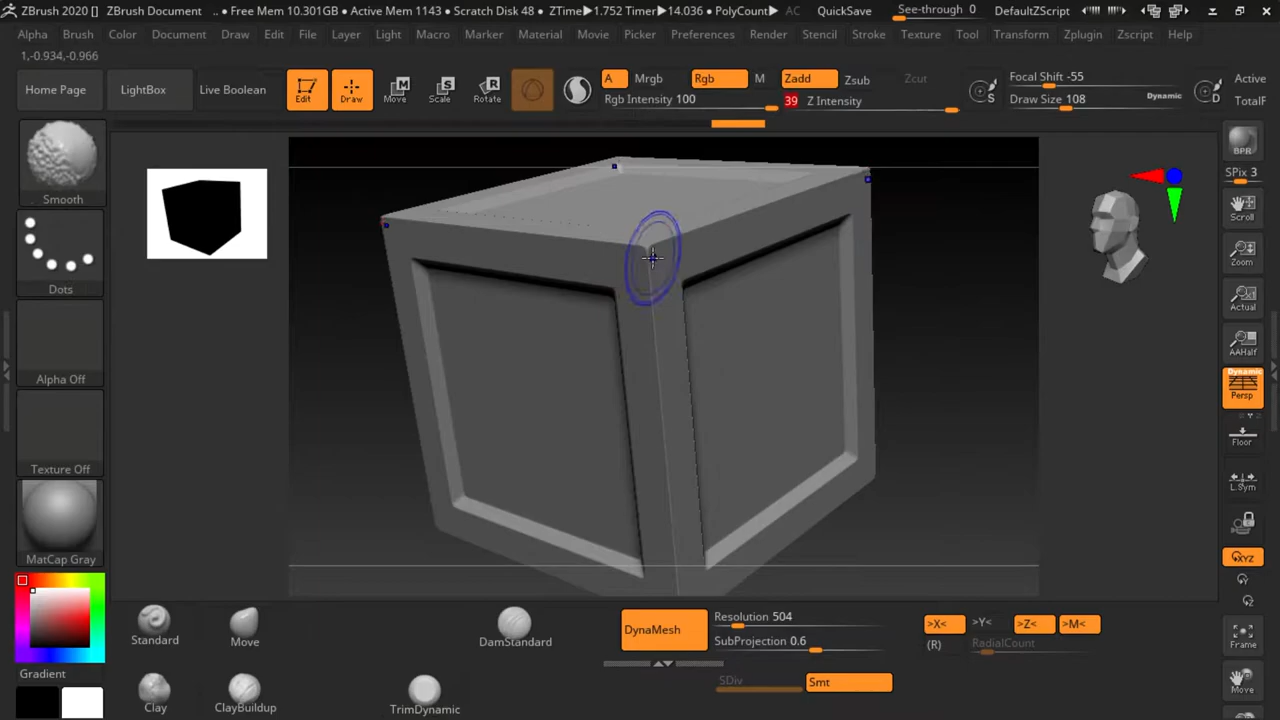 ZBrush 2020 [] ZBrush Document .. ● Free Mem 10.301GB ● Active Mem 1143 ● Scratch Disk 48 ● ZTime▶1.752 Timer▶14.036 ● PolyCount▶ AC QuickSave See-through 0 DefaultZScript
Alpha Brush Color Document Draw Edit File Layer Light Macro Marker Material Movie Picker Preferences Render Stencil Stroke Texture Tool Transform Zplugin Zscript Help
1,-0.934,-0.966
Home Page LightBox Live Boolean Edit Draw Move Scale Rotate
A Mrgb Rgb M Zadd Zsub Zcut Focal Shift -55 Active
Rgb Intensity 100 39 Z Intensity S Draw Size 108 Dynamic D TotalF
Smooth
Dots
Alpha Off
Texture Off
MatCap Gray
Gradient
BPR
SPix 3
Scroll
Zoom
Actual
AAHalf
Dynamic
Persp
Floor
L.Sym
XYZ
Frame
Move
Standard Move DamStandard
Clay ClayBuildup TrimDynamic
DynaMesh Resolution 504
SubProjection 0.6
SDiv Smt
>X< >Y< >Z< >M<
(R) RadialCount